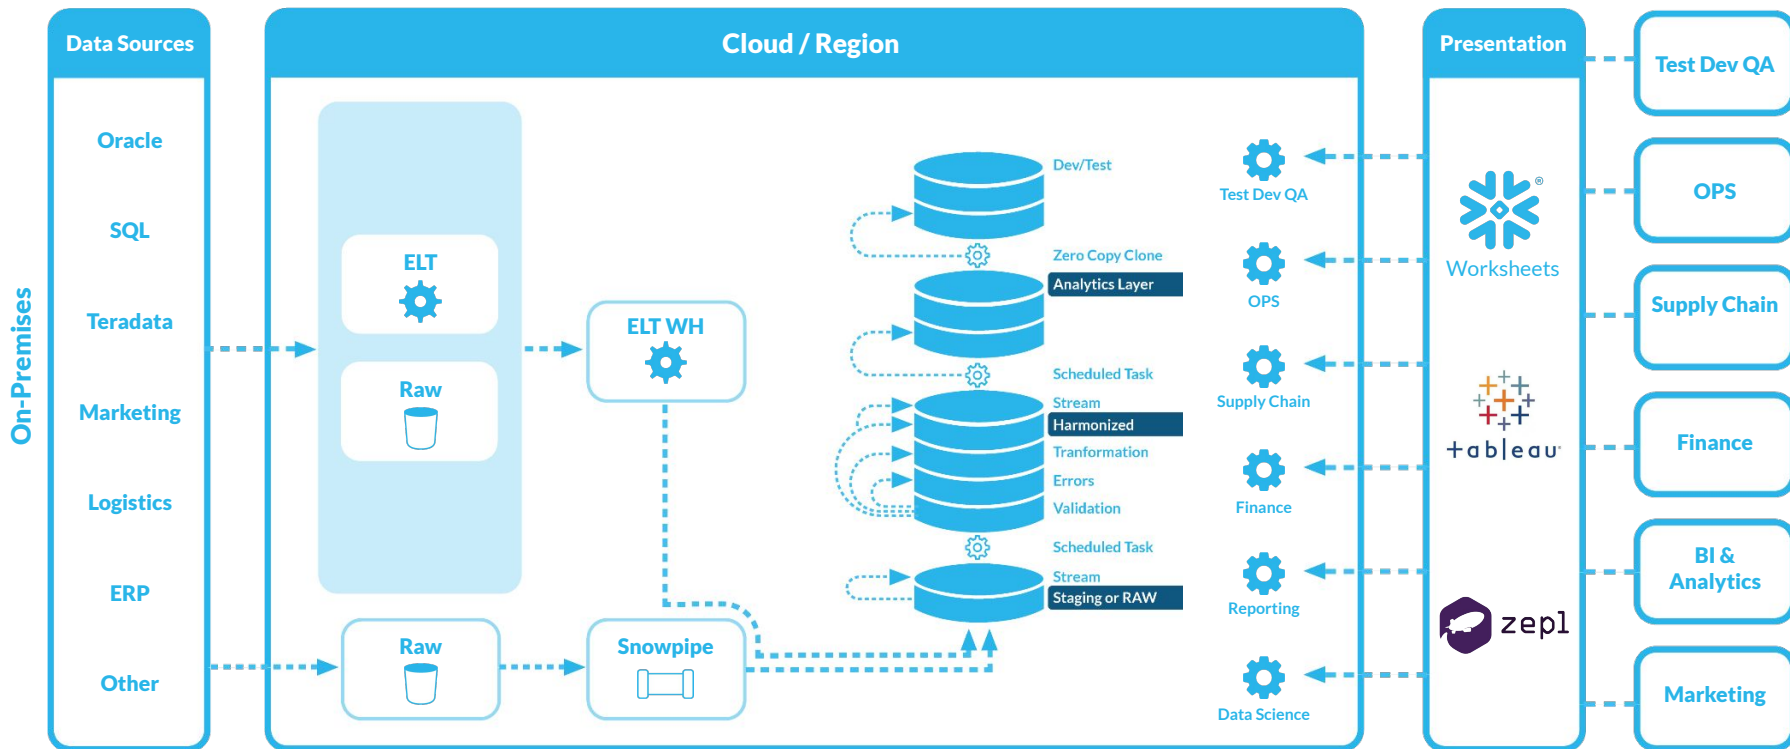 On-Premises
Data Sources
Oracle
SQL
Teradata
Marketing
Logistics
ERP
Other
Cloud / Region
ELT
Raw
ELT WH
Raw
Snowpipe
Dev/Test
Zero Copy Clone
Analytics Layer
Scheduled Task
Stream
Harmonized
Tranformation
Errors
Validation
Scheduled Task
Stream
Staging or RAW
Test Dev QA
OPS
Supply Chain
Finance
Reporting
Data Science
Presentation
®
Worksheets
+ableau
zepl
Test Dev QA
OPS
Supply Chain
Finance
BI &
Analytics
Marketing